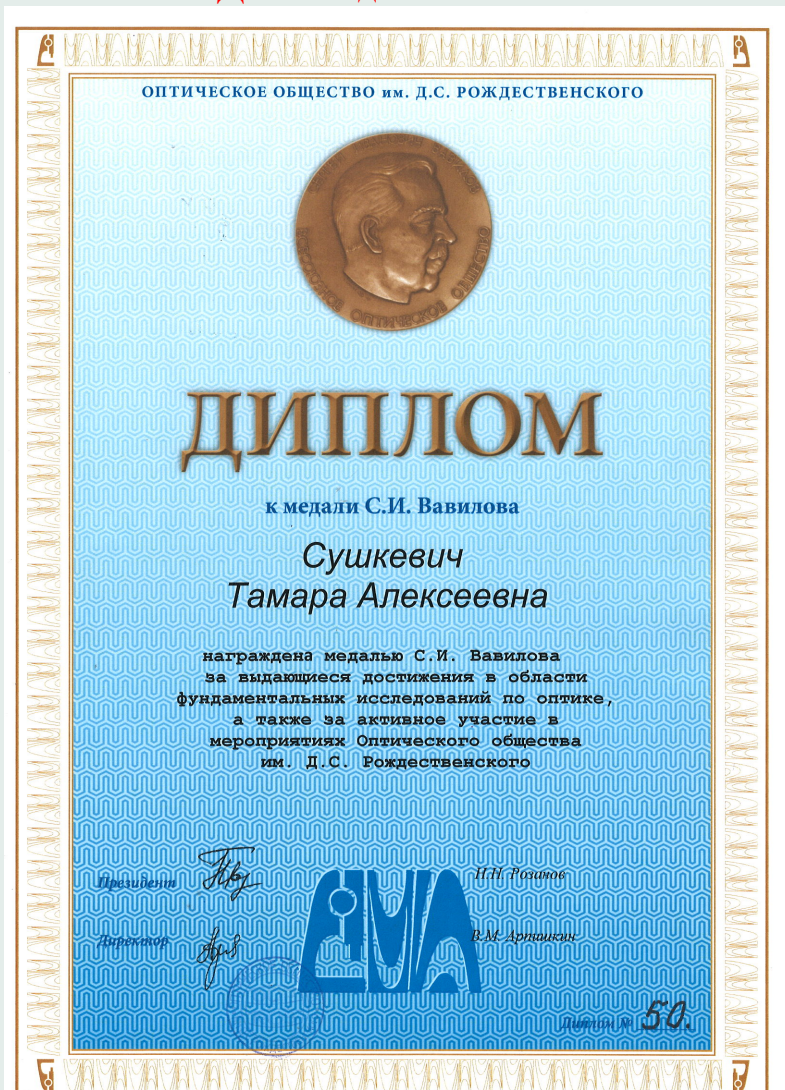 ОПТИЧЕСКОЕ ОБЩЕСТВО им. Д.С. РОЖДЕСТВЕНСКОГО
ОПТИЧЕСКОЕ
ДИПЛОМ
к медали С.И. Вавилова
Сушкевич
Тамара Алексеевна
награждена медалью С.И. Вавилова
за выдающиеся достижения в области
фундаментальных исследований по оптике,
а также за активное участие в
мероприятиях Оптического общества
им. Д.С. Рождественского
Президент Н.Н. Розанов
Директор В.М. Арпишкин
Диплом № 50.